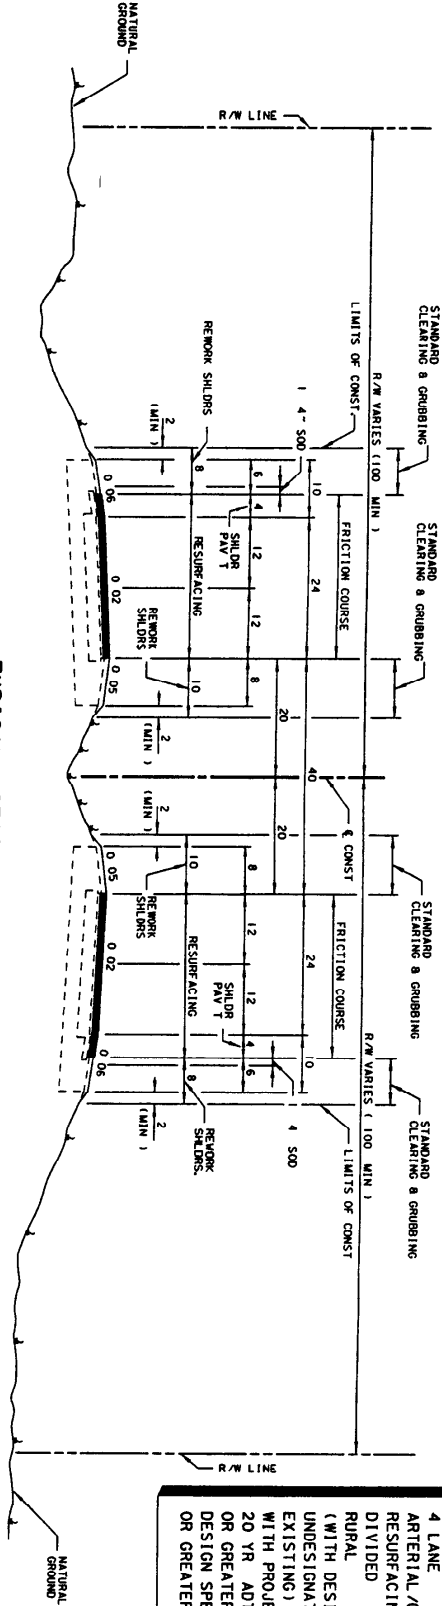 STANDARD
CLEARING & GRUBBING
STANDARD
CLEARING & GRUBBING
STANDARD
CLEARING & GRUBBING
STANDARD
CLEARING & GRUBBING
R/W VARIES (100 MIN )
R/W VARIES ( 100 MIN )
LIMITS OF CONST.
LIMITS OF CONST
R/W LINE
R/W LINE
NATURAL
GROUND
NATURAL
GROUND
FRICTION COURSE
FRICTION COURSE
℄ CONST
40
10
24
24
1 4" SOD
4 SOD
20
20
6
4
12
12
8
8
12
12
4
6
SHLDR
PAV T
SHLDR
PAV T
REWORK SHLDRS
8
RESURFACING
10
REWORK
SHLDRS
10
RESURFACING
8
REWORK
SHLDRS
REWORK
SHLDRS.
2
(MIN )
2
(MIN )
2
(MIN )
2
(MIN )
0 06
0 02
0 05
0 05
0 02
0 06
4 LANE
RESURFACIN
DIVIDED
RURAL
(WITH DESI
UNDESIGNAT
EXISTING)
WITH PROJE
20 YR AD
OR GREATER
DESIGN SPE
OR GREATER